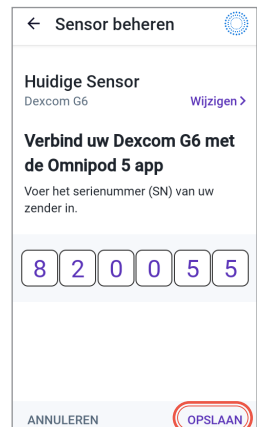 ← Sensor beheren
Huidige Sensor
Dexcom G6 Wijzigen >
Verbind uw Dexcom G6 met
de Omnipod 5 app
Voer het serienummer (SN) van uw
zender in.
8 2 0 0 5 5
ANNULEREN OPSLAAN